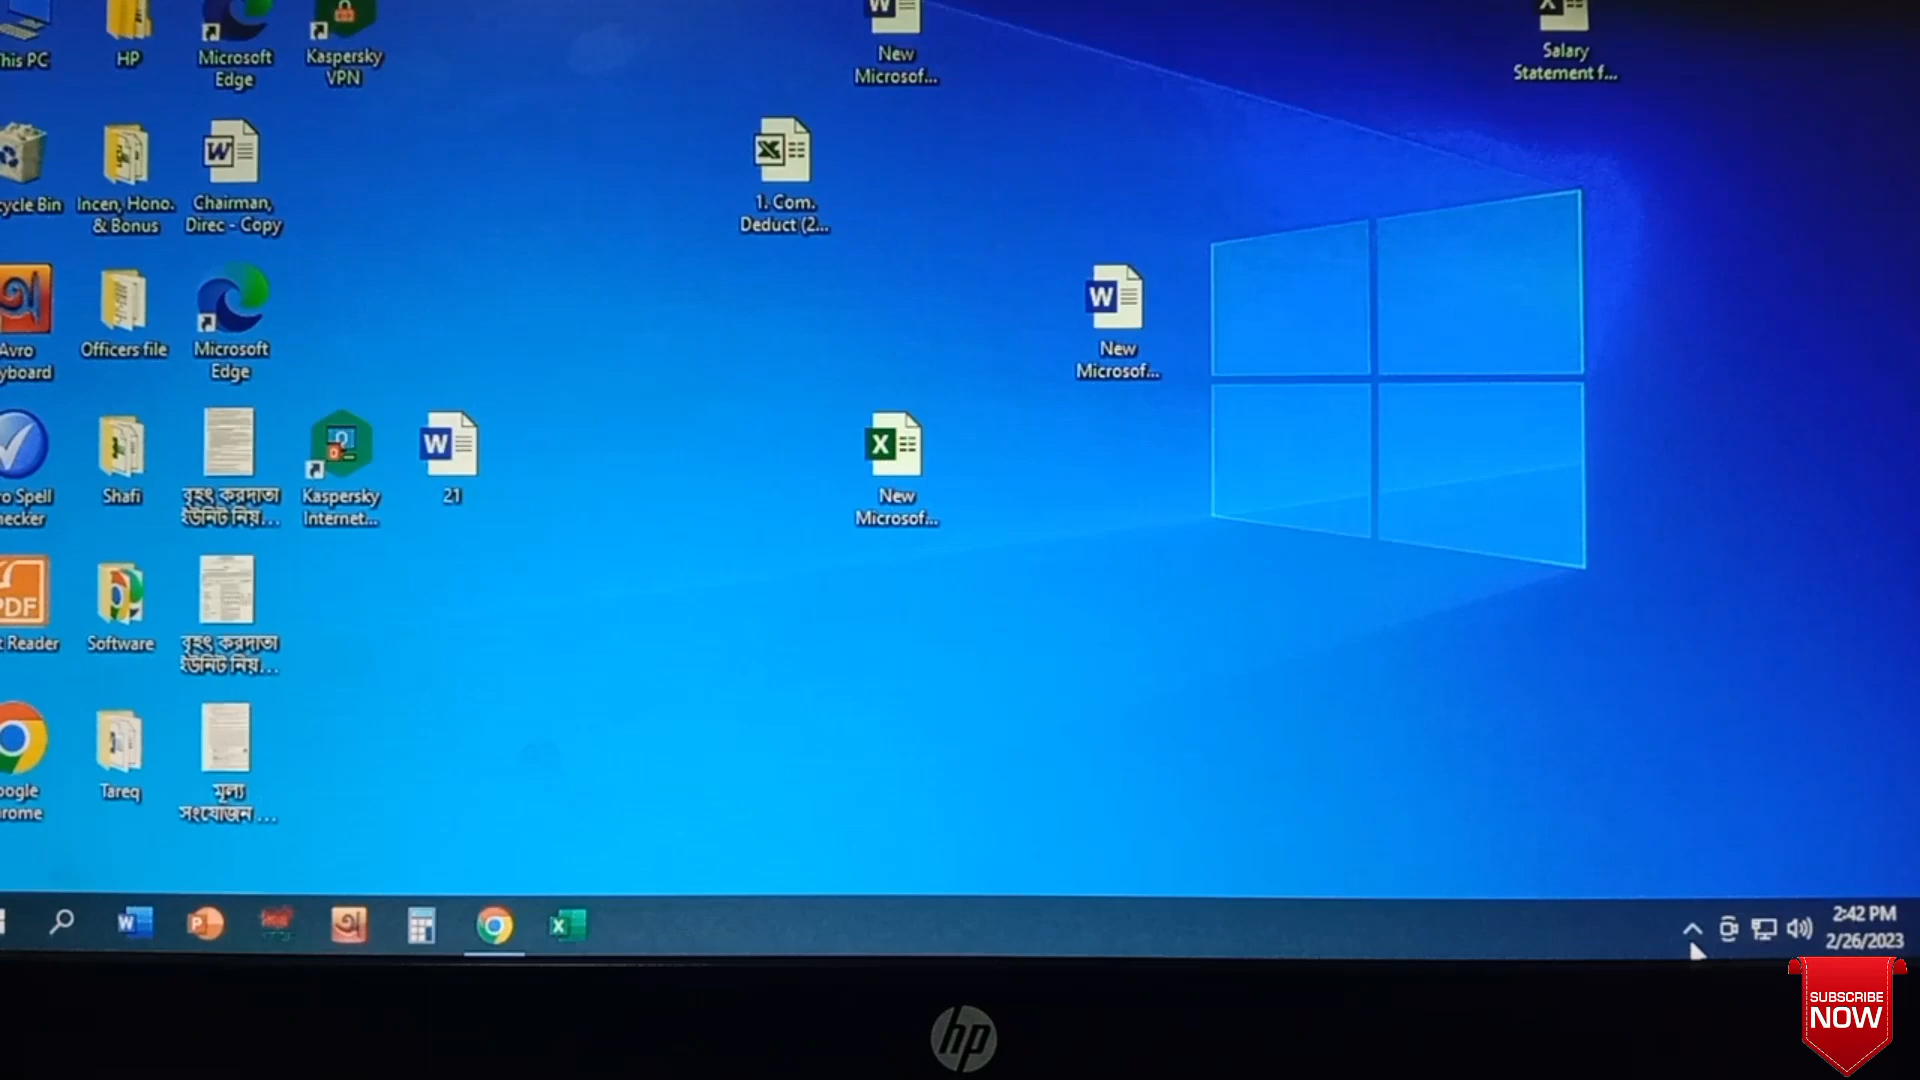 This PC
HP
Microsoft
Edge
Kaspersky
VPN
New
Microsof...
Salary
Statement f...
cycle Bin
Incen, Hono.
& Bonus
Chairman,
Direc - Copy
1. Com.
Deduct (2...
Avro
yboard
Officers file
Microsoft
Edge
New
Microsof...
ro Spell
hecker
Shafi
বৃহৎ করদাতা
ইউনিট নিয়...
Kaspersky
Internet...
21
New
Microsof...
PDF
t Reader
Software
বৃহৎ করদাতা
ইউনিট নিয়...
oogle
rome
Tareq
মূল্য
সংযোজন ...
2:42 PM
2/26/2023
SUBSCRIBE
NOW
hp